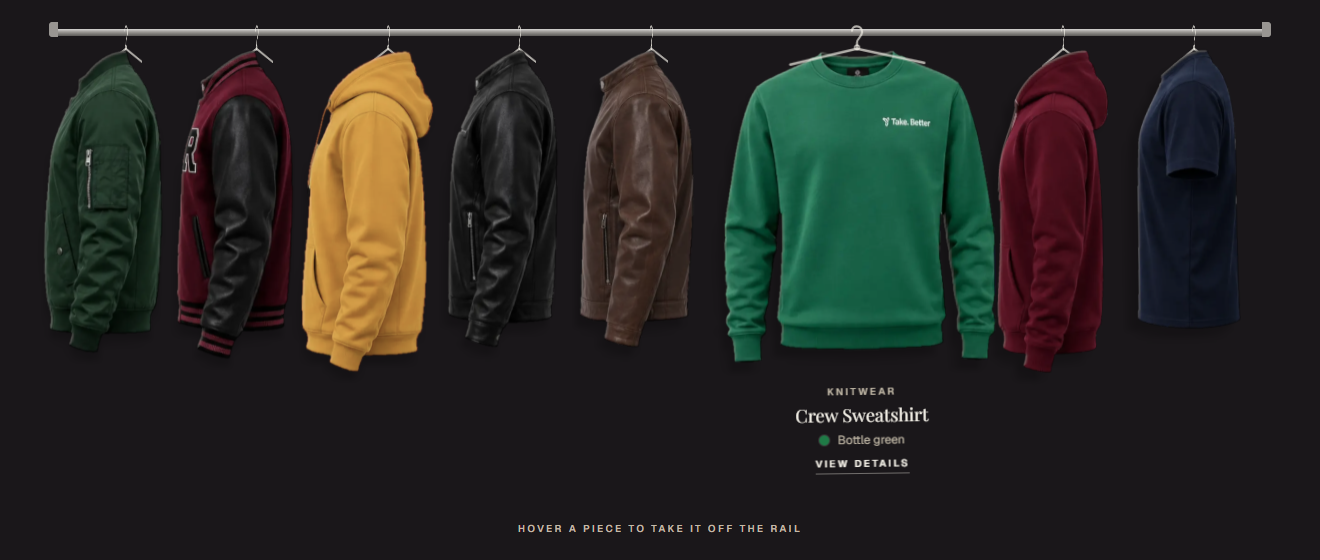 R
Take. Better
KNITWEAR
Crew Sweatshirt
Bottle green
VIEW DETAILS
HOVER A PIECE TO TAKE IT OFF THE RAIL